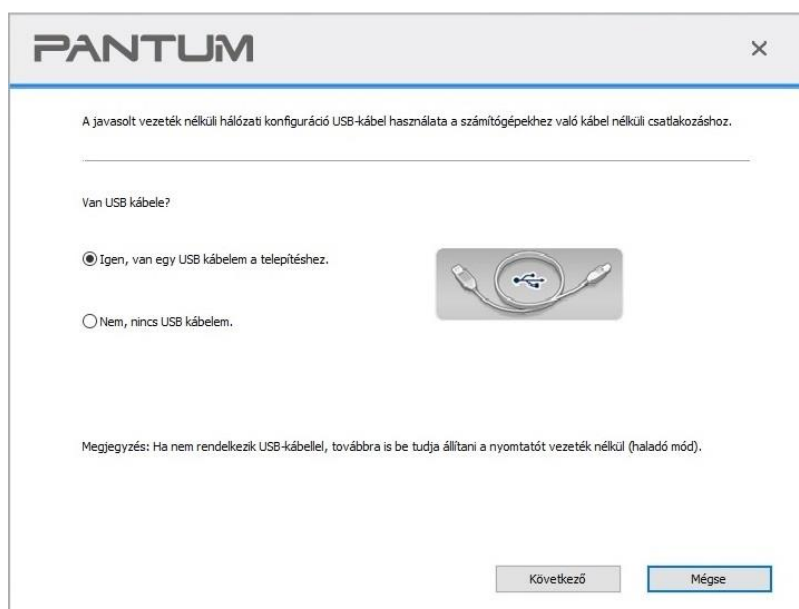 PANTUM
A javasolt vezeték nélküli hálózati konfiguráció USB-kábel használata a számítógépekhez való kábel nélküli csatlakozáshoz.
Van USB kábele?
Igen, van egy USB kábelem a telepítéshez.
Nem, nincs USB kábelem.
Megjegyzés: Ha nem rendelkezik USB-kábellel, továbbra is be tudja állítani a nyomtatót vezeték nélkül (haladó mód).
Következő
Mégse